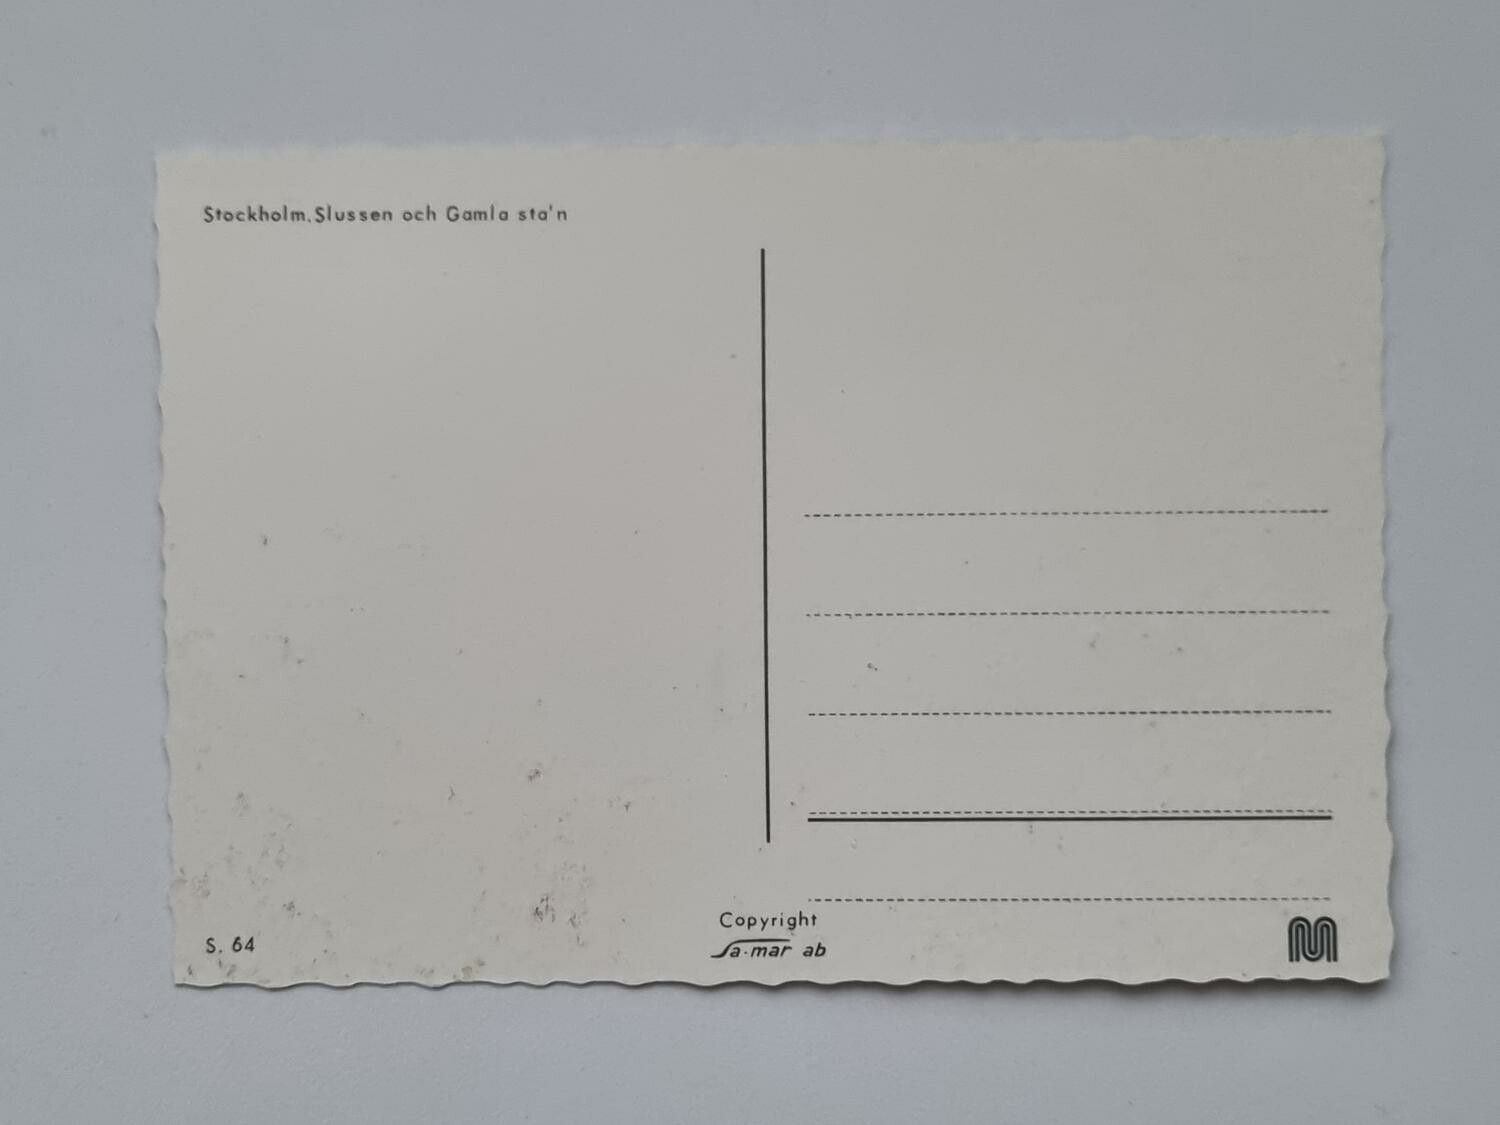 Stockholm. Slussen och Gamla sta'n
S. 64
Copyright
Sa-mar ab